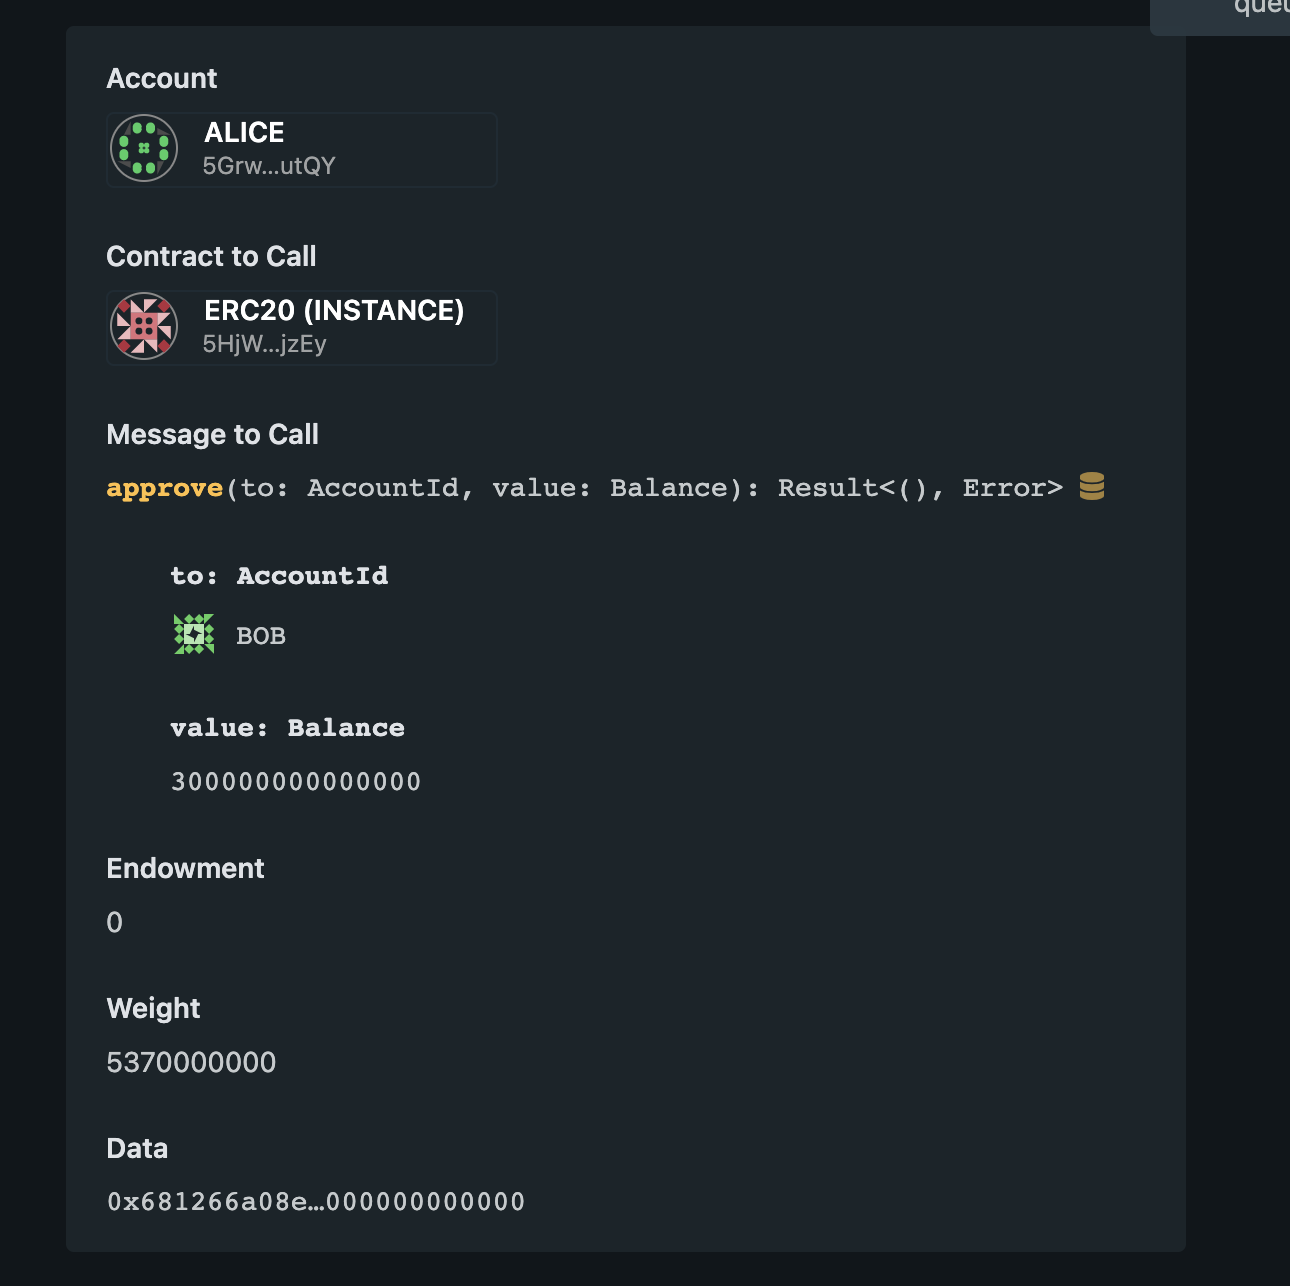 Account
ALICE
5Grw...utQY
Contract to Call
ERC20 (INSTANCE)
5HjW...jzEy
Message to Call
approve(to: AccountId, value: Balance): Result<(), Error>
to: AccountId
BOB
value: Balance
300000000000000
Endowment
0
Weight
5370000000
Data
0x681266a08e…000000000000